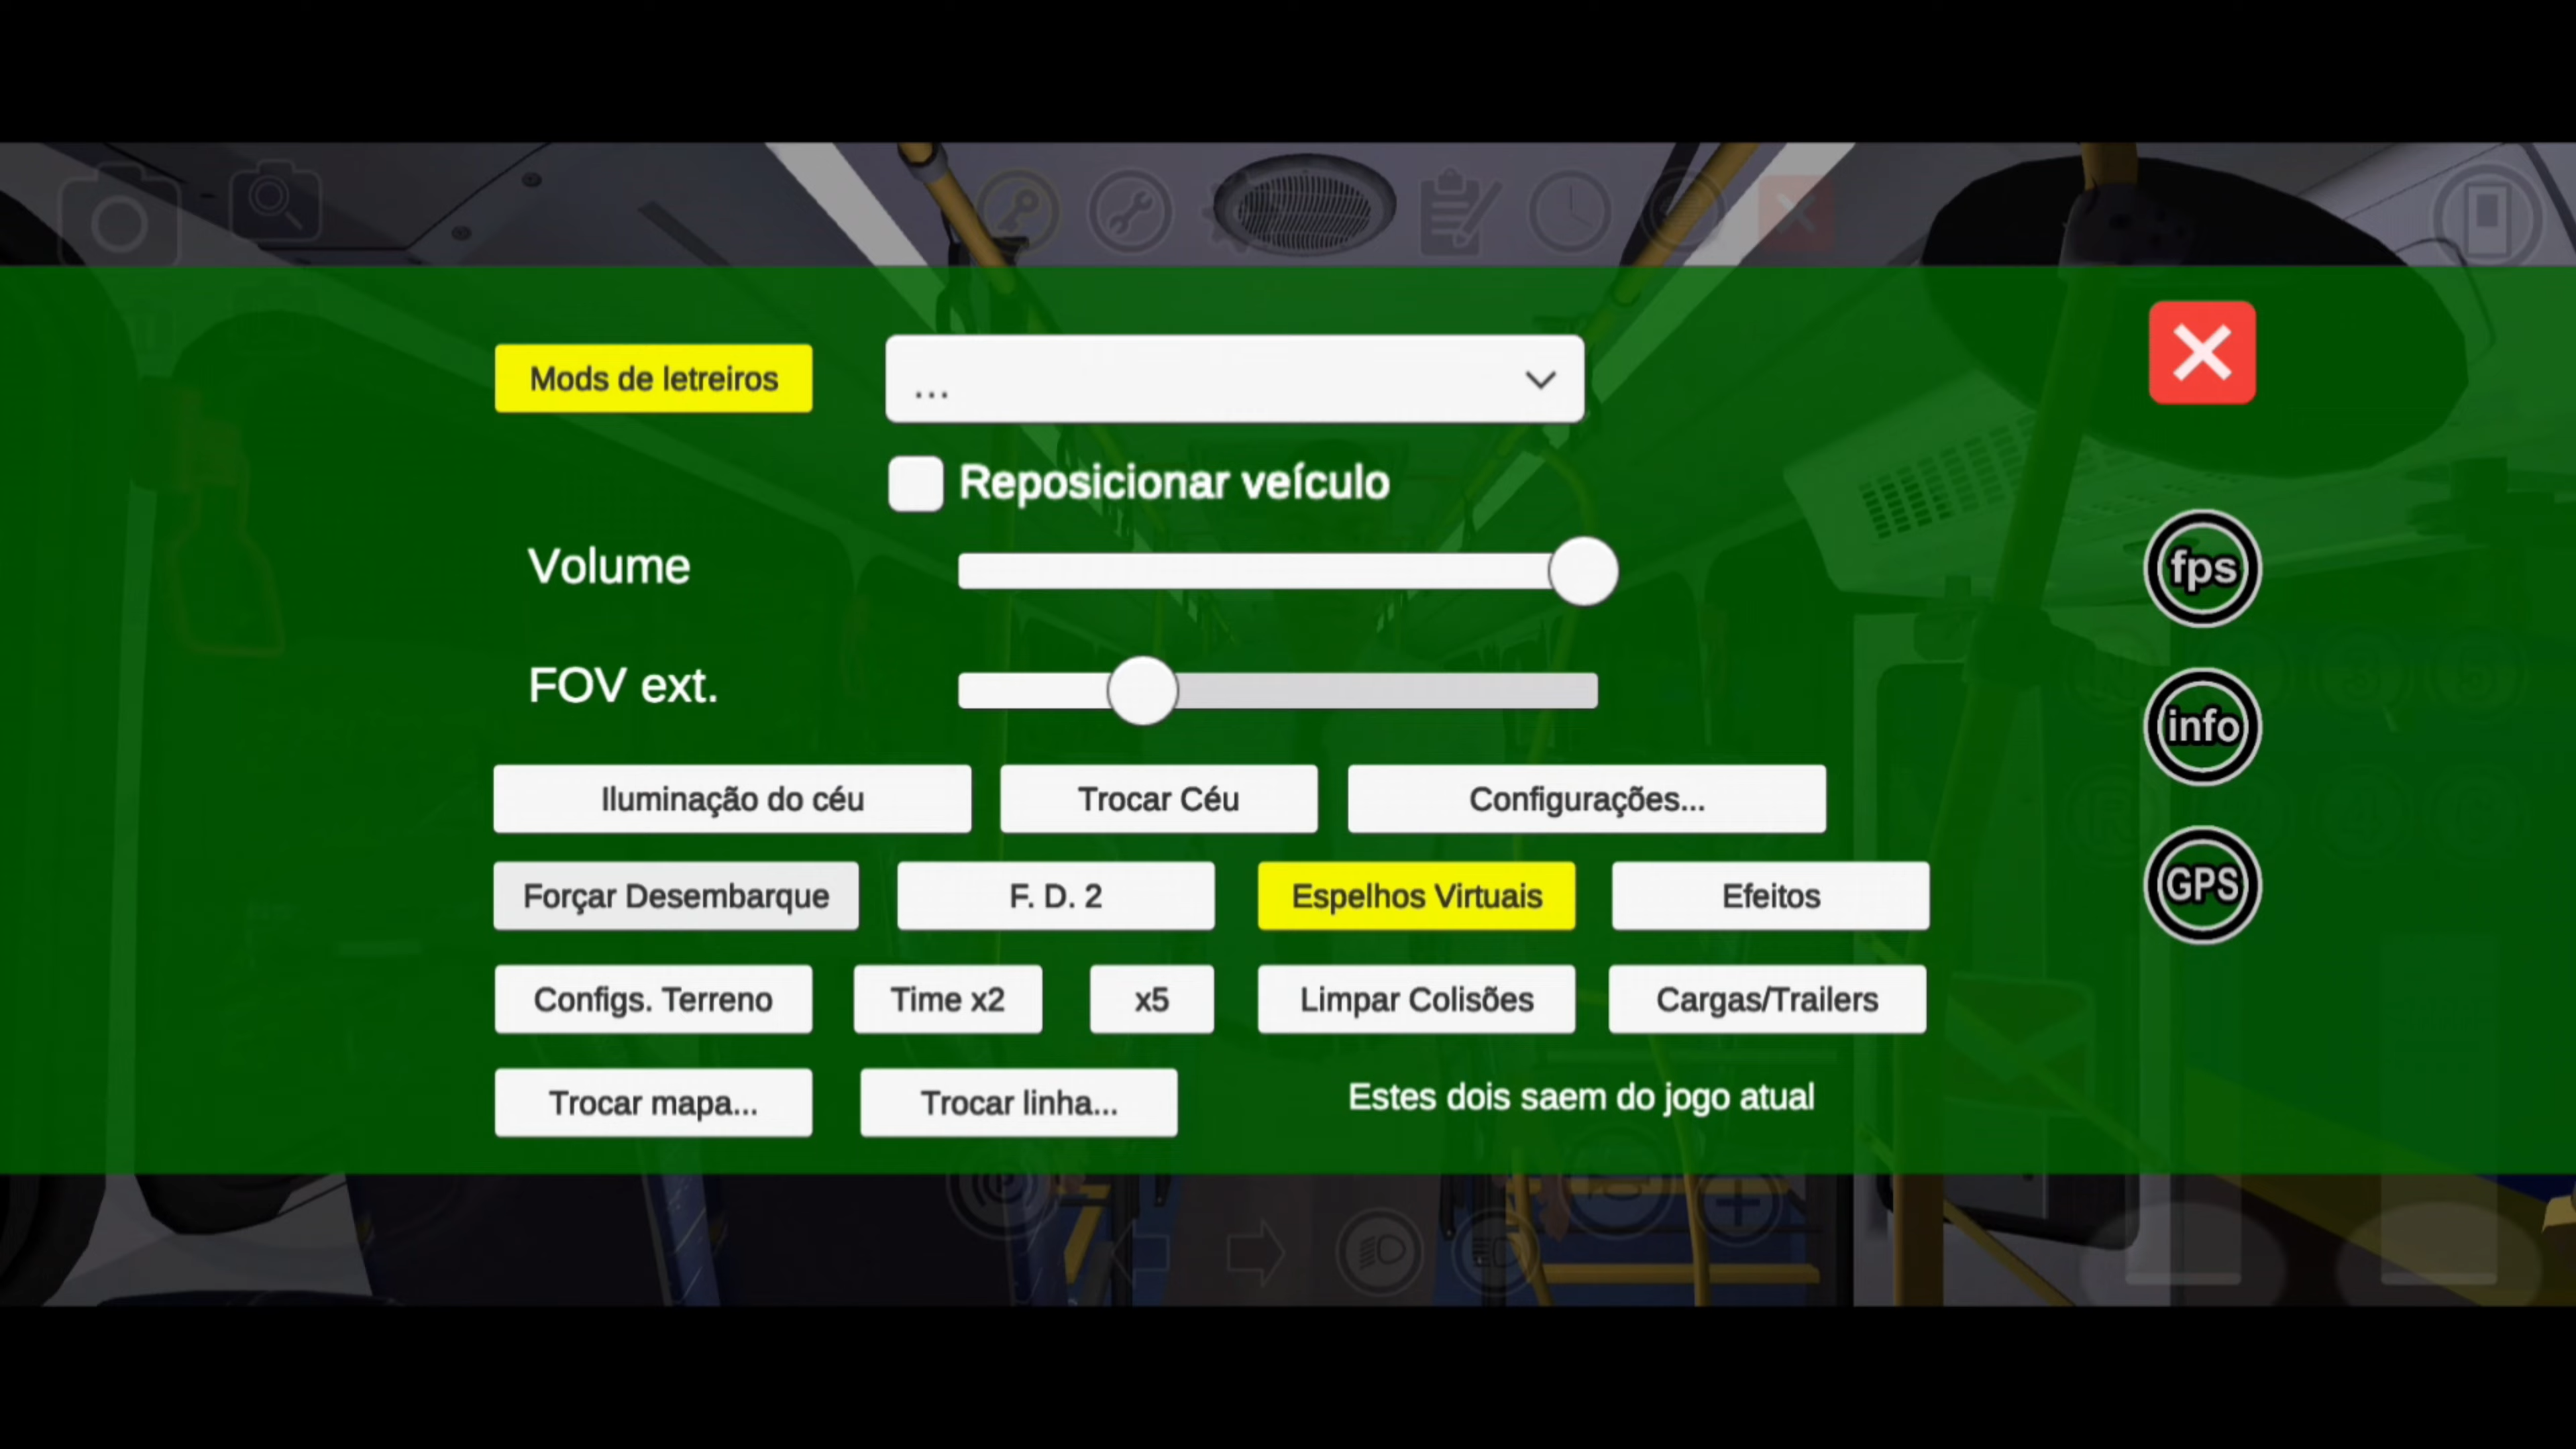 Mods de letreiros
...
Reposicionar veículo
Volume
fps
FOV ext.
info
Iluminação do céu
Trocar Céu
Configurações...
Forçar Desembarque
F. D. 2
Espelhos Virtuais
Efeitos
GPS
Configs. Terreno
Time x2
x5
Limpar Colisões
Cargas/Trailers
Trocar mapa...
Trocar linha...
Estes dois saem do jogo atual